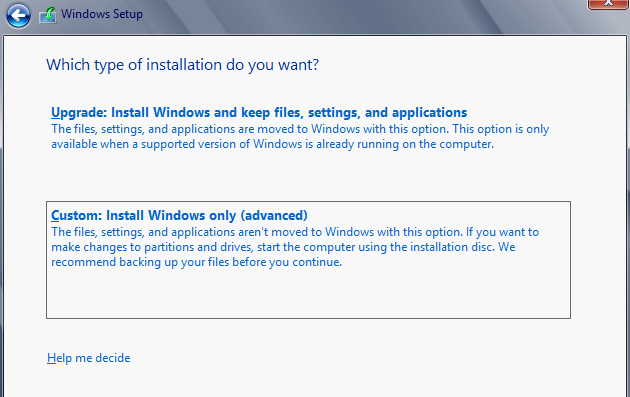 Windows Setup
Which type of installation do you want?
Upgrade: Install Windows and keep files, settings, and applications
The files, settings, and applications are moved to Windows with this option. This option is only
available when a supported version of Windows is already running on the computer.
Custom: Install Windows only (advanced)
The files, settings, and applications aren't moved to Windows with this option. If you want to
make changes to partitions and drives, start the computer using the installation disc. We
recommend backing up your files before you continue.
Help me decide